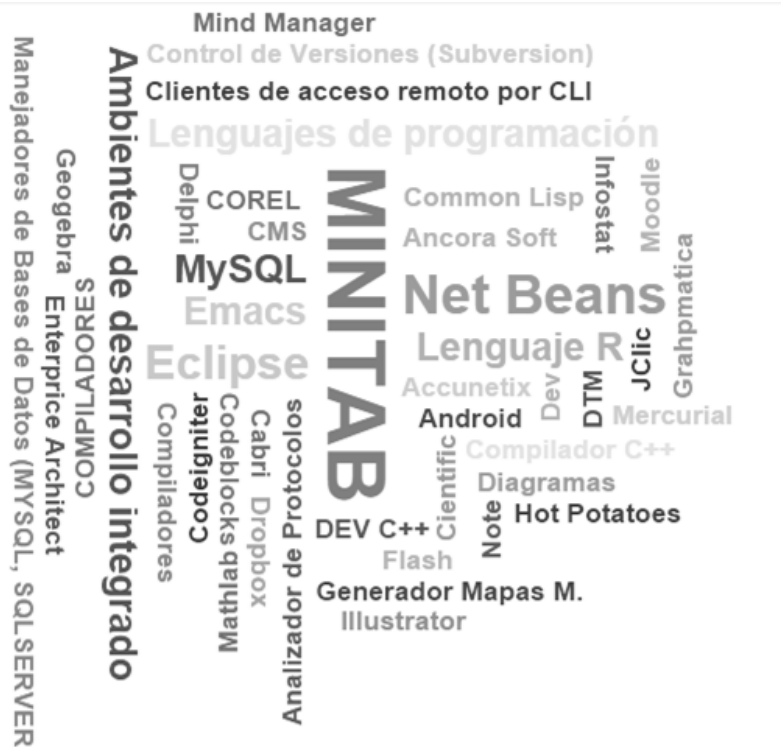 Mind Manager
Control de Versiones (Subversion)
Clientes de acceso remoto por CLI
Lenguajes de programación
Manejadores de Bases de Datos (MYSQL, SQLSERVER
Geogebra
Enterprice Architect
COMPILADORES
Ambientes de desarrollo integrado
Delphi
COREL
CMS
MySQL
Emacs
Eclipse
MINITAB
Common Lisp
Ancora Soft
Infostat
Moodle
Net Beans
Grahpmatica
Lenguaje R
JClic
Accunetix
Dev
DTM
Mercurial
Android
Compilador C++
Cientific
Diagramas
Note
Hot Potatoes
Compiladores
Codeigniter
Codeblocks
Mathlab
Cabri
Dropbox
Analizador de Protocolos
DEV C++
Flash
Generador Mapas M.
Illustrator